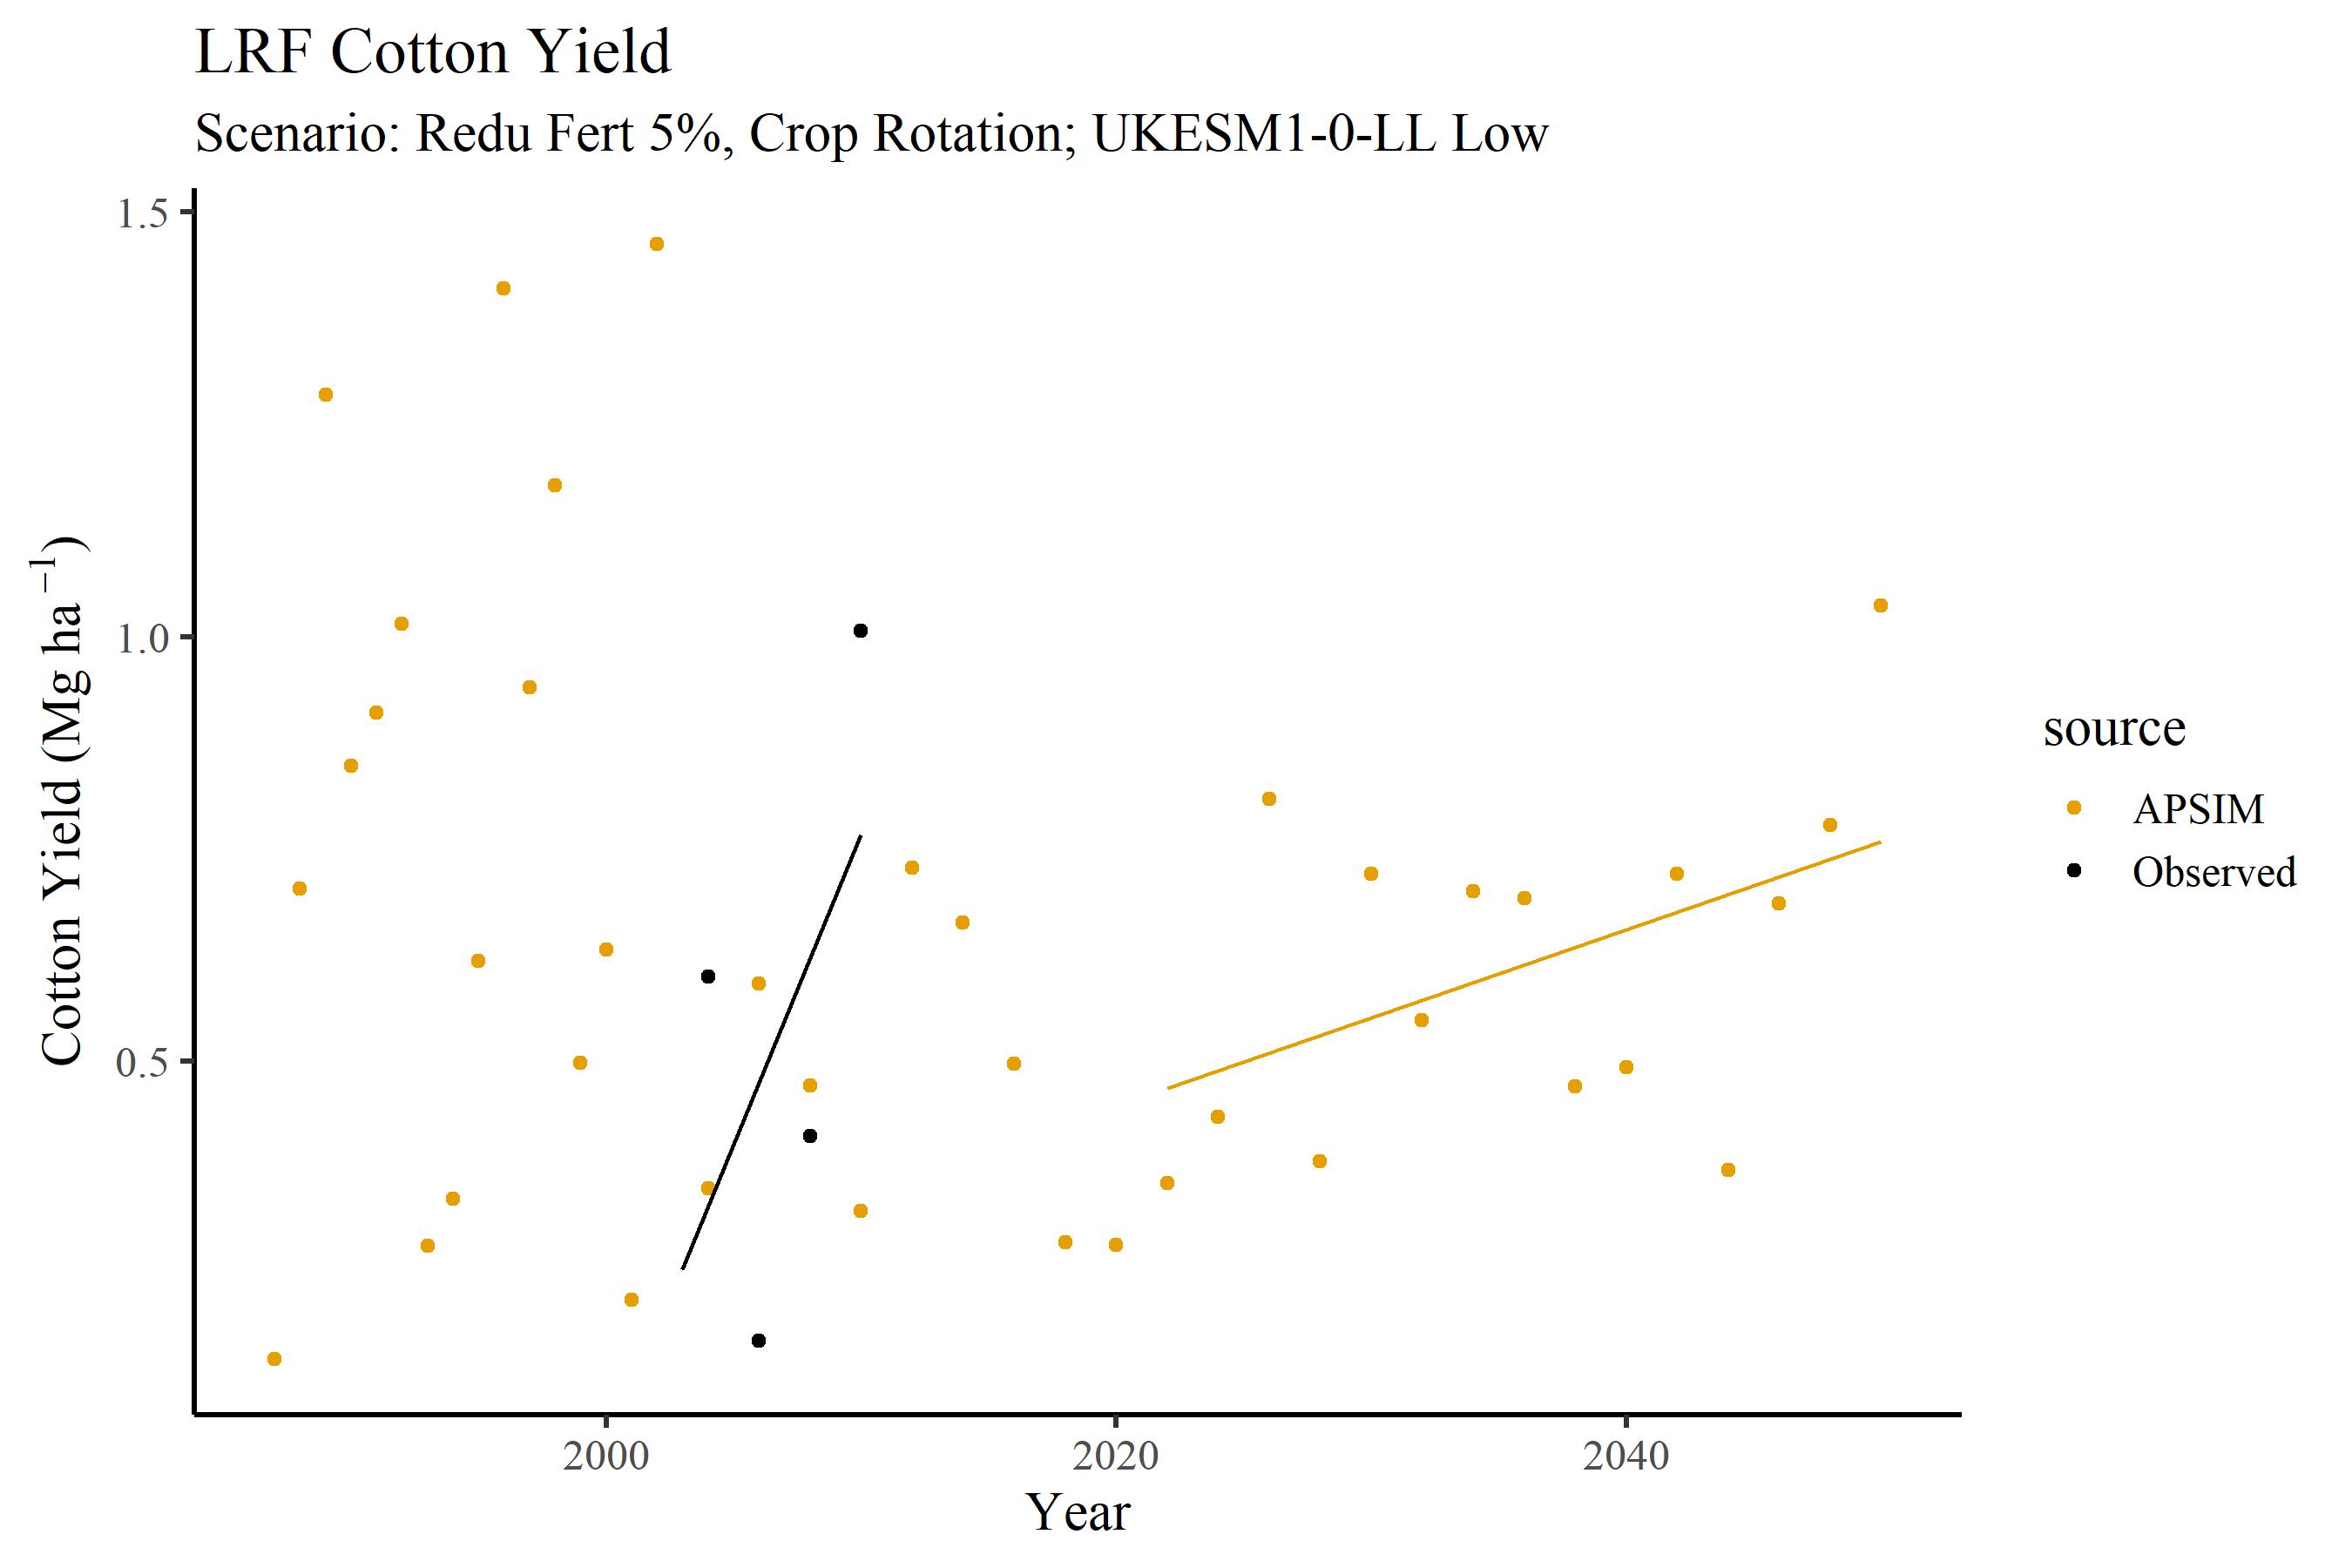 LRF Cotton Yield
Scenario: Redu Fert 5%, Crop Rotation; UKESM1-0-LL Low
Cotton Yield (Mg ha⁻¹)
1.5
1.0
0.5
2000 2020 2040
Year
source
APSIM
Observed